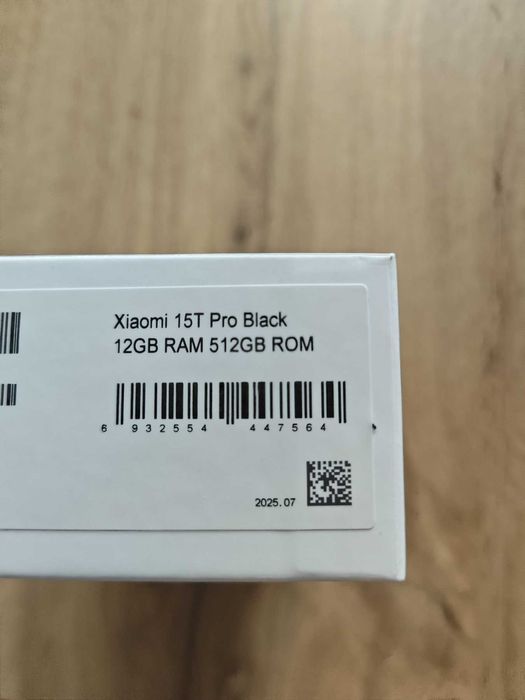 Xiaomi 15T Pro Black
12GB RAM 512GB ROM
6 932554 447564
2025.07